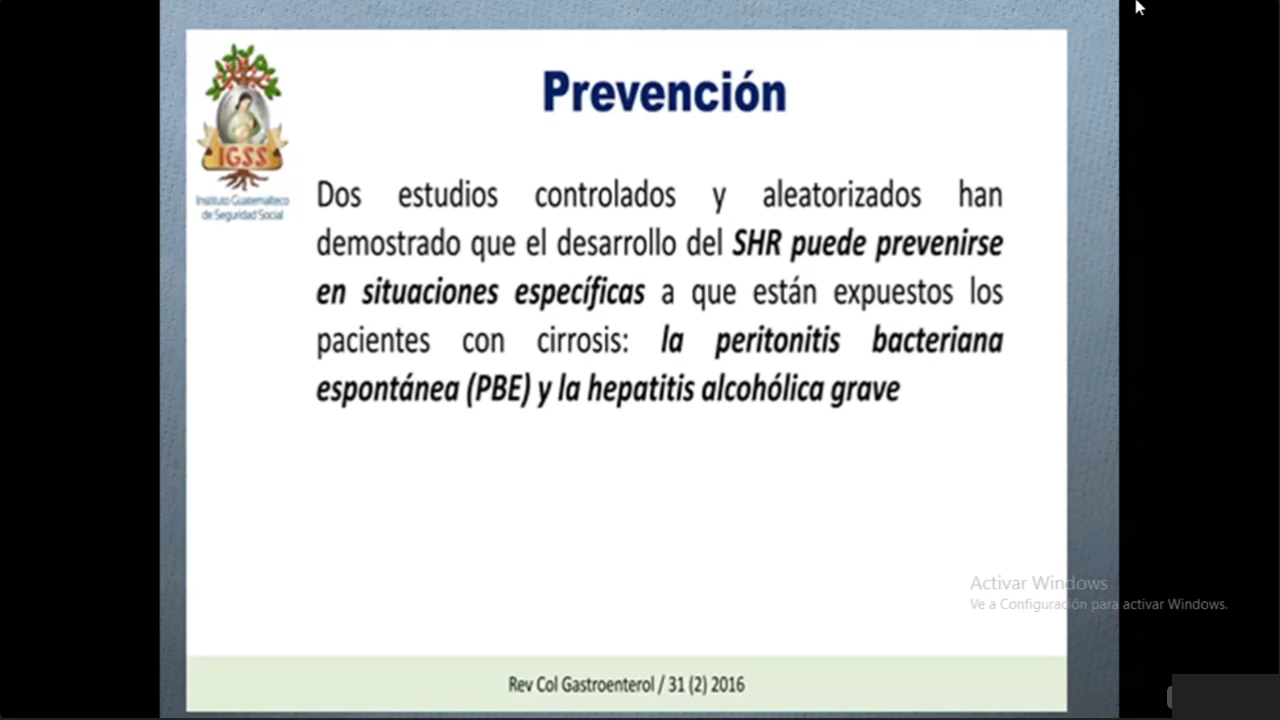 Prevención
IGSS
Instituto Guatemalteco
de Seguridad Social
Dos estudios controlados y aleatorizados han
demostrado que el desarrollo del SHR puede prevenirse
en situaciones específicas a que están expuestos los
pacientes con cirrosis: la peritonitis bacteriana
espontánea (PBE) y la hepatitis alcohólica grave
Activar Windows
Ve a Configuración para activar Windows.
Rev Col Gastroenterol / 31 (2) 2016